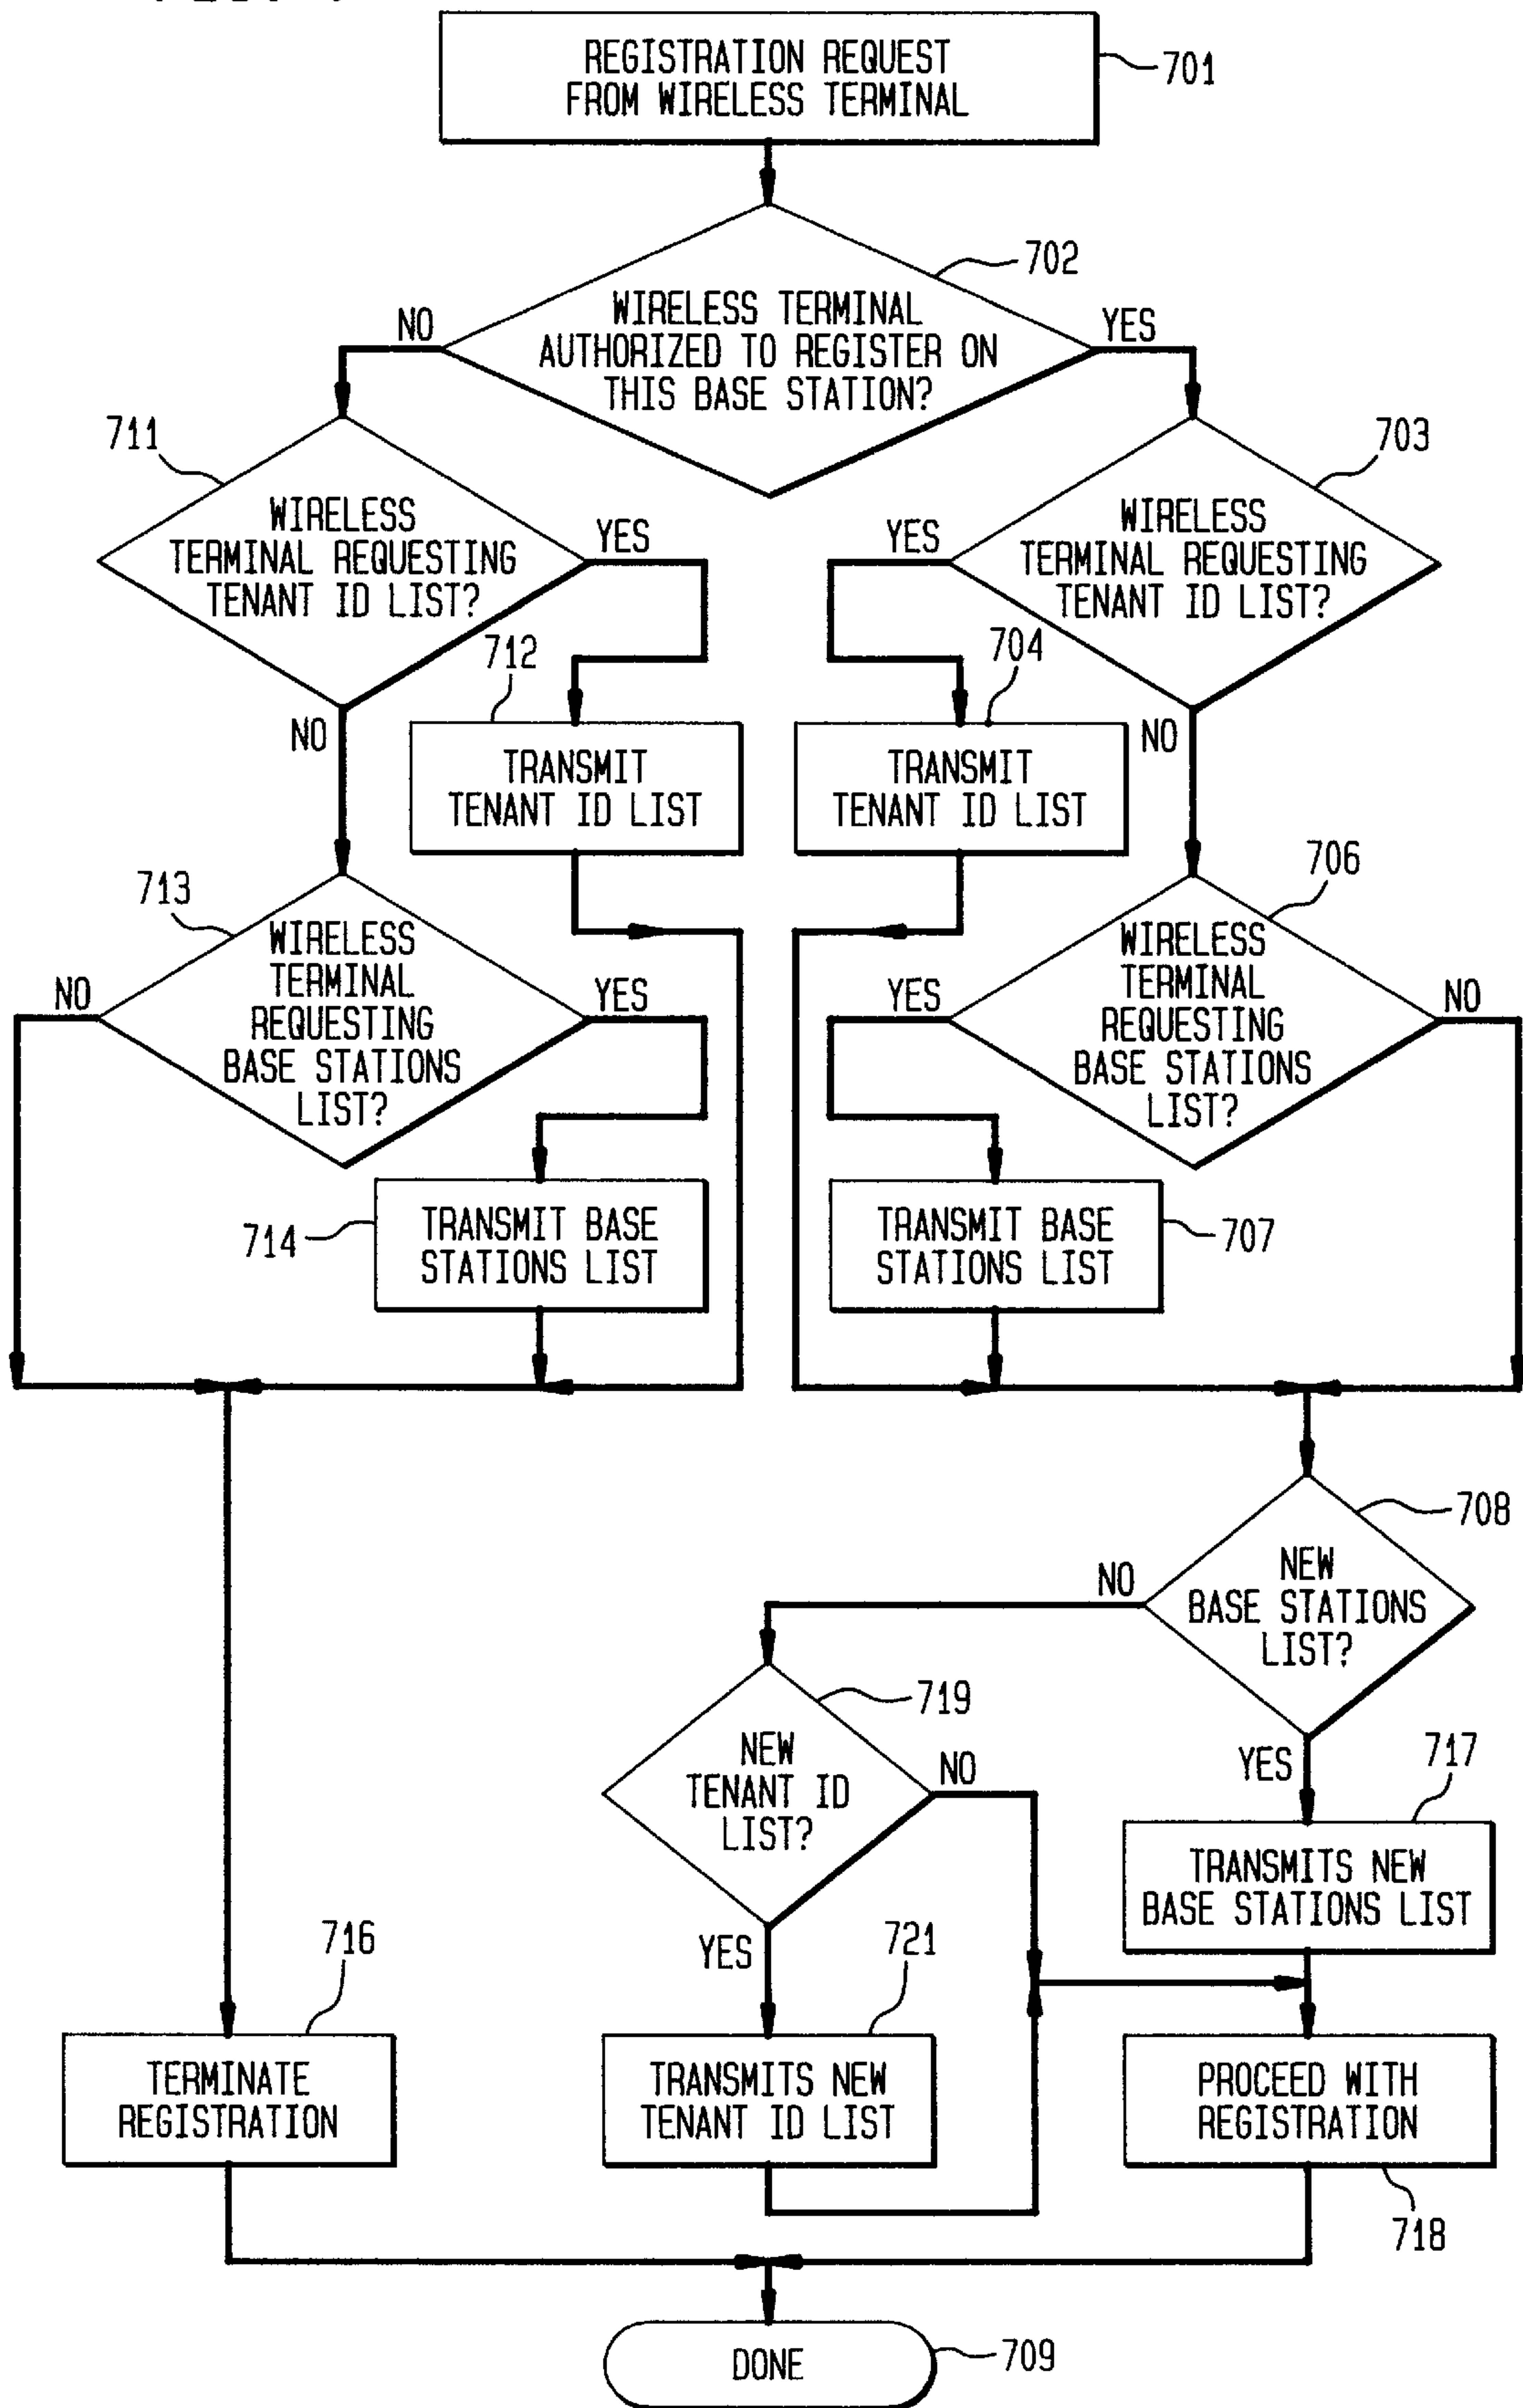 REGISTRATION REQUEST
FROM WIRELESS TERMINAL
701
702
WIRELESS TERMINAL
AUTHORIZED TO REGISTER ON
THIS BASE STATION?
NO
YES
711
WIRELESS
TERMINAL REQUESTING
TENANT ID LIST?
YES
NO
703
WIRELESS
TERMINAL REQUESTING
TENANT ID LIST?
YES
NO
712
TRANSMIT
TENANT ID LIST
704
TRANSMIT
TENANT ID LIST
713
WIRELESS
TERMINAL
REQUESTING
BASE STATIONS
LIST?
NO
YES
706
WIRELESS
TERMINAL
REQUESTING
BASE STATIONS
LIST?
YES
NO
714
TRANSMIT BASE
STATIONS LIST
TRANSMIT BASE
STATIONS LIST
707
708
NEW
BASE STATIONS
LIST?
NO
YES
719
NEW
TENANT ID
LIST?
NO
YES
717
TRANSMITS NEW
BASE STATIONS LIST
716
TERMINATE
REGISTRATION
721
TRANSMITS NEW
TENANT ID LIST
PROCEED WITH
REGISTRATION
718
DONE
709